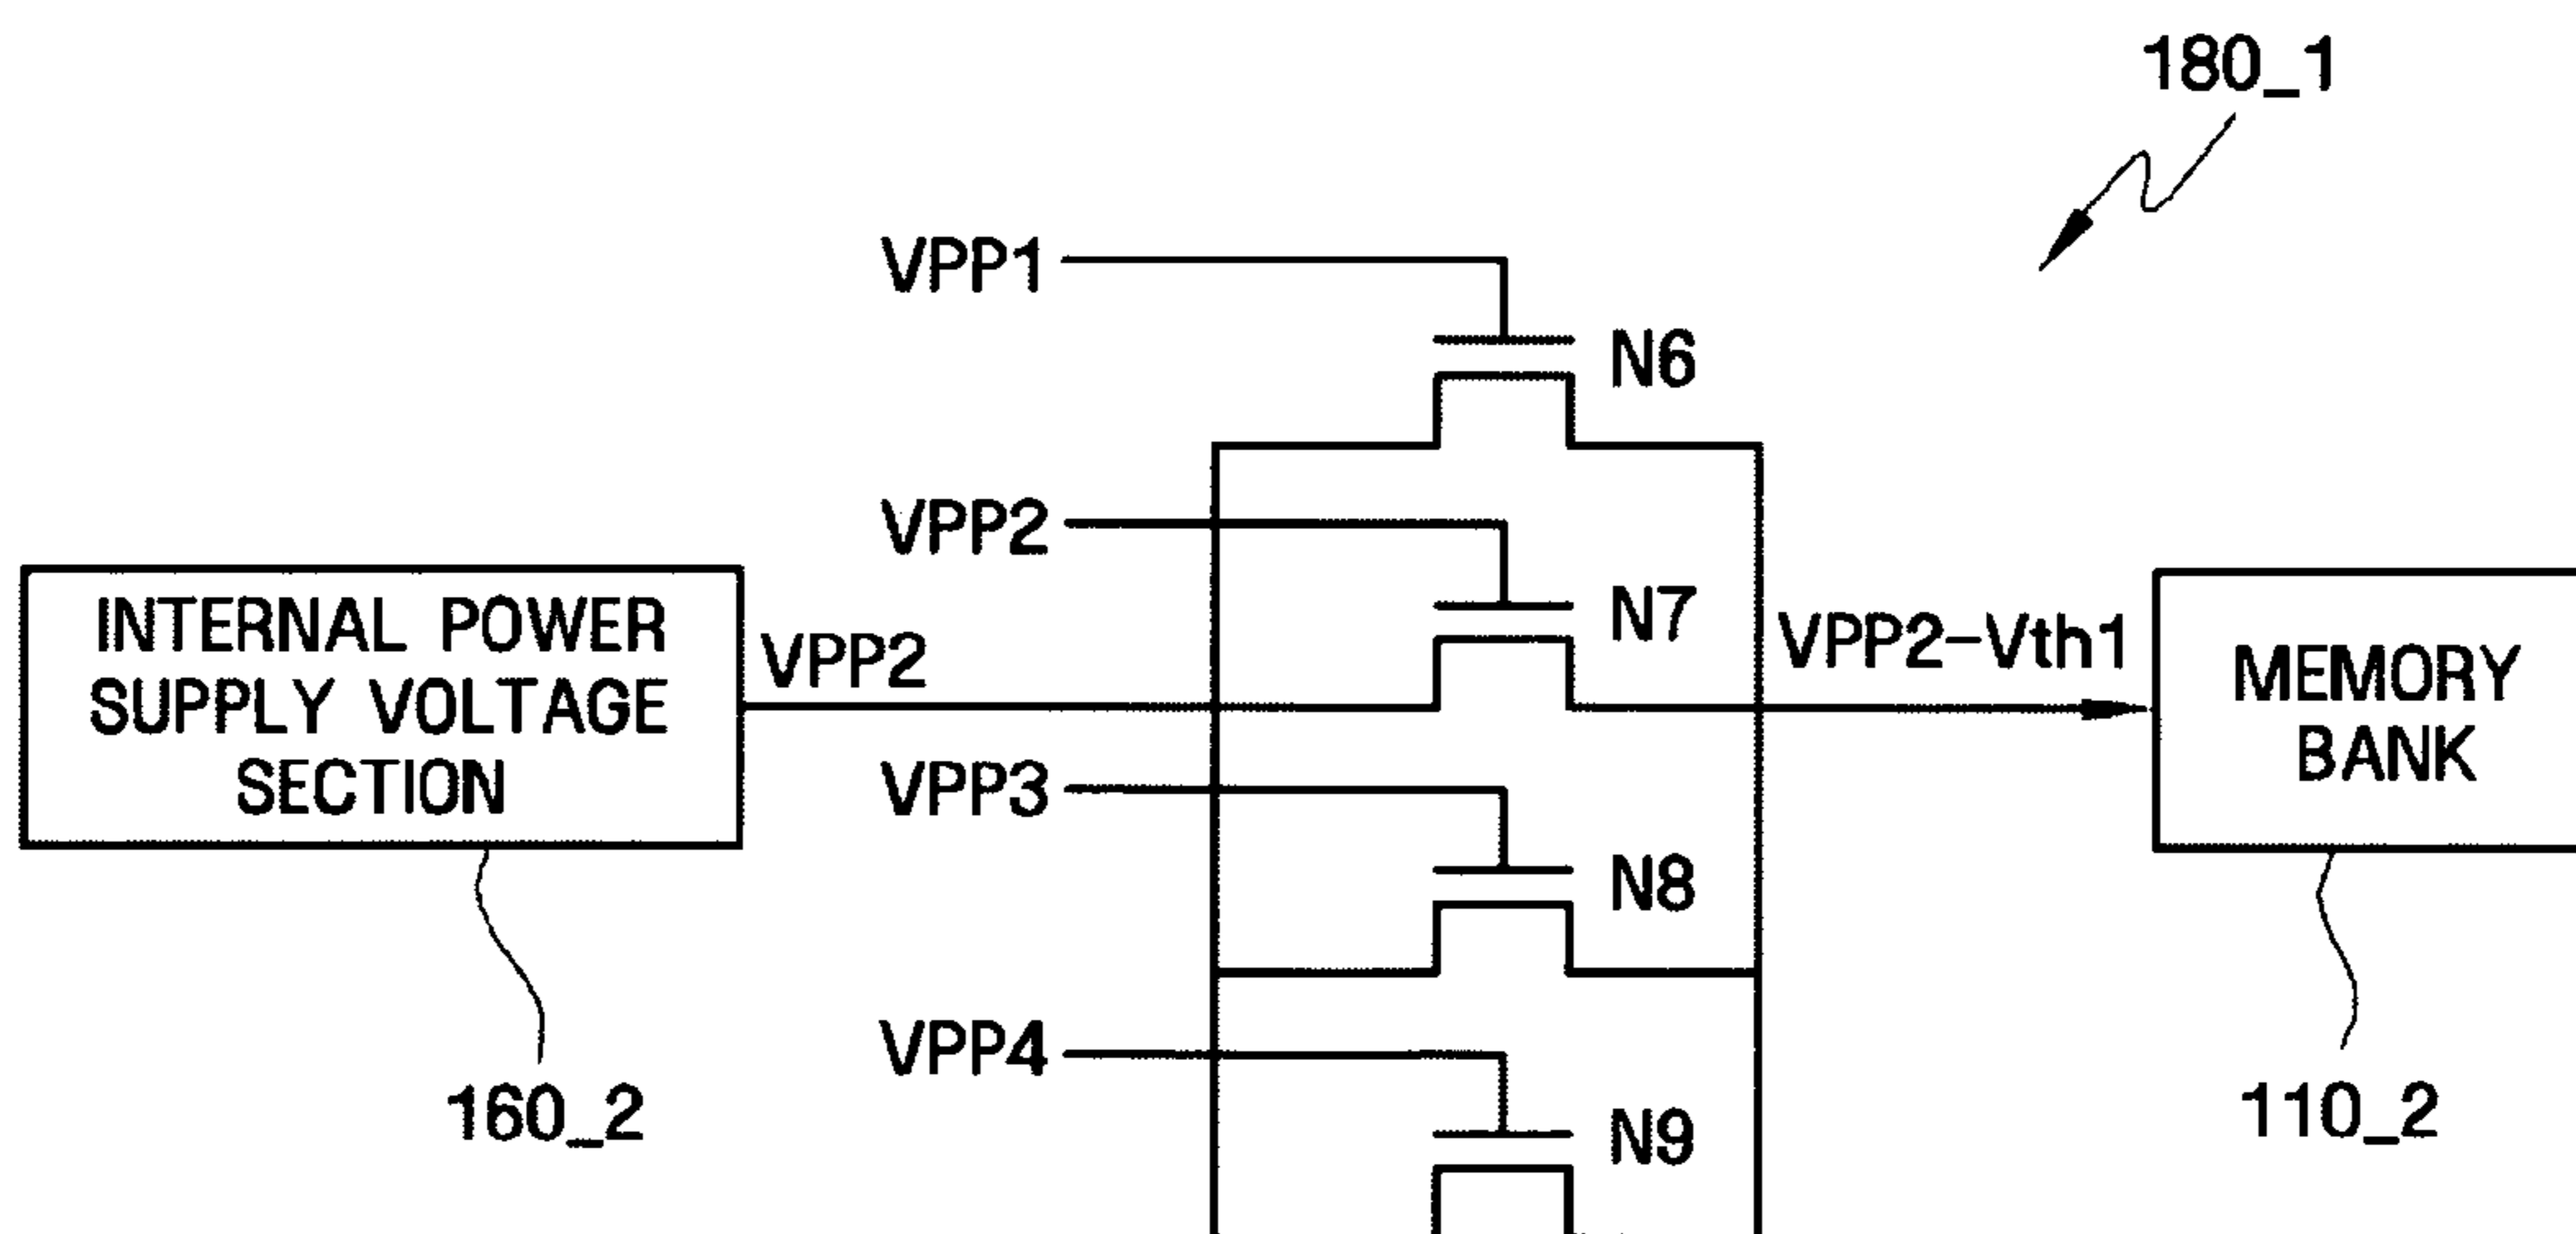 180_1
VPP1
N6
VPP2
N7
INTERNAL POWER
SUPPLY VOLTAGE
SECTION
VPP2
VPP2-Vth1
MEMORY
BANK
VPP3
N8
VPP4
N9
160_2
110_2